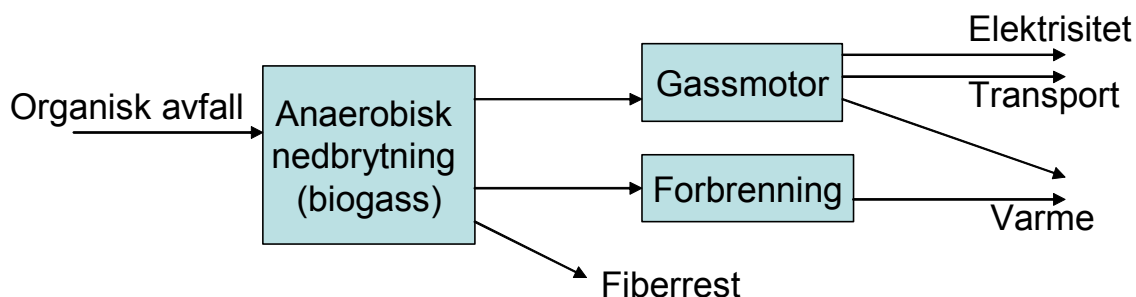 Organisk avfall
Anaerobisk
nedbrytning
(biogass)
Gassmotor
Forbrenning
Elektrisitet
Transport
Varme
Fiberrest